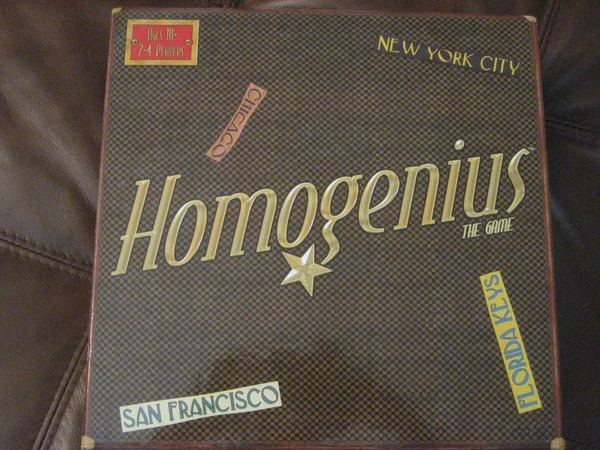 AGES 18+
2-4 PLAYERS
NEW YORK CITY
CHICAGO
Homogenius
THE GAME
FLORIDA KEYS
SAN FRANCISCO